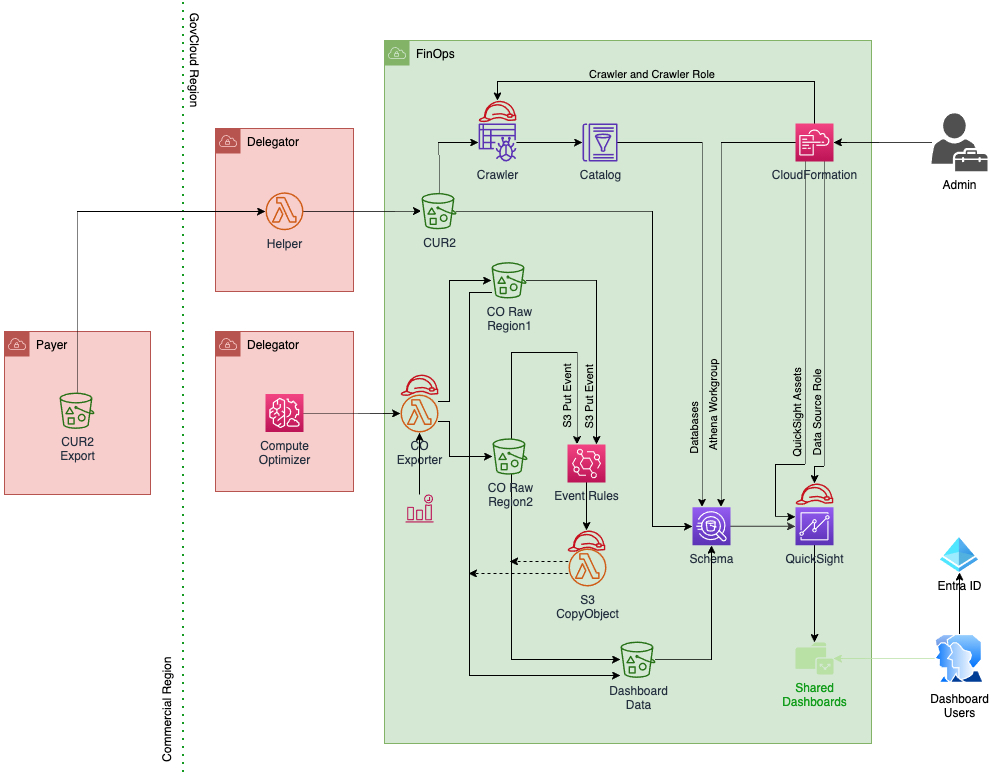 GovCloud Region
FinOps
Crawler and Crawler Role
Delegator
Crawler
Catalog
CloudFormation
Admin
Helper
CUR2
CO Raw
Region1
Payer
Delegator
S3 Put Event
S3 Put Event
Databases
Athena Workgroup
QuickSight Assets
Data Source Role
CUR2
Export
Compute
Optimizer
CO
Exporter
CO Raw
Region2
Event Rules
Schema
QuickSight
Entra ID
S3
CopyObject
Commercial Region
Dashboard
Data
Shared
Dashboards
Dashboard
Users